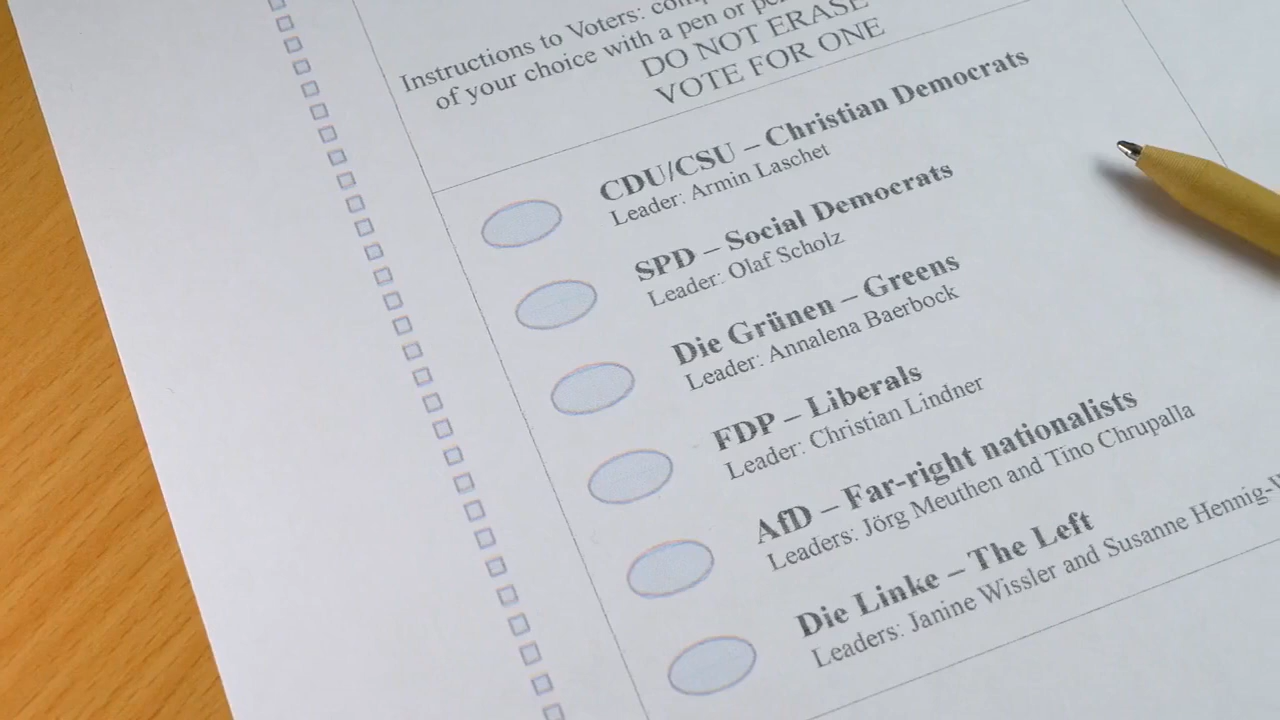 Instructions to Voters:
of your choice with a pen or
DO NOT ERASE
VOTE FOR ONE
CDU/CSU – Christian Democrats
Leader: Armin Laschet
SPD – Social Democrats
Leader: Olaf Scholz
Die Grünen – Greens
Leader: Annalena Baerbock
FDP – Liberals
Leader: Christian Lindner
AfD – Far-right nationalists
Leaders: Jörg Meuthen and Tino Chrupalla
Die Linke – The Left
Leaders: Janine Wissler and Susanne